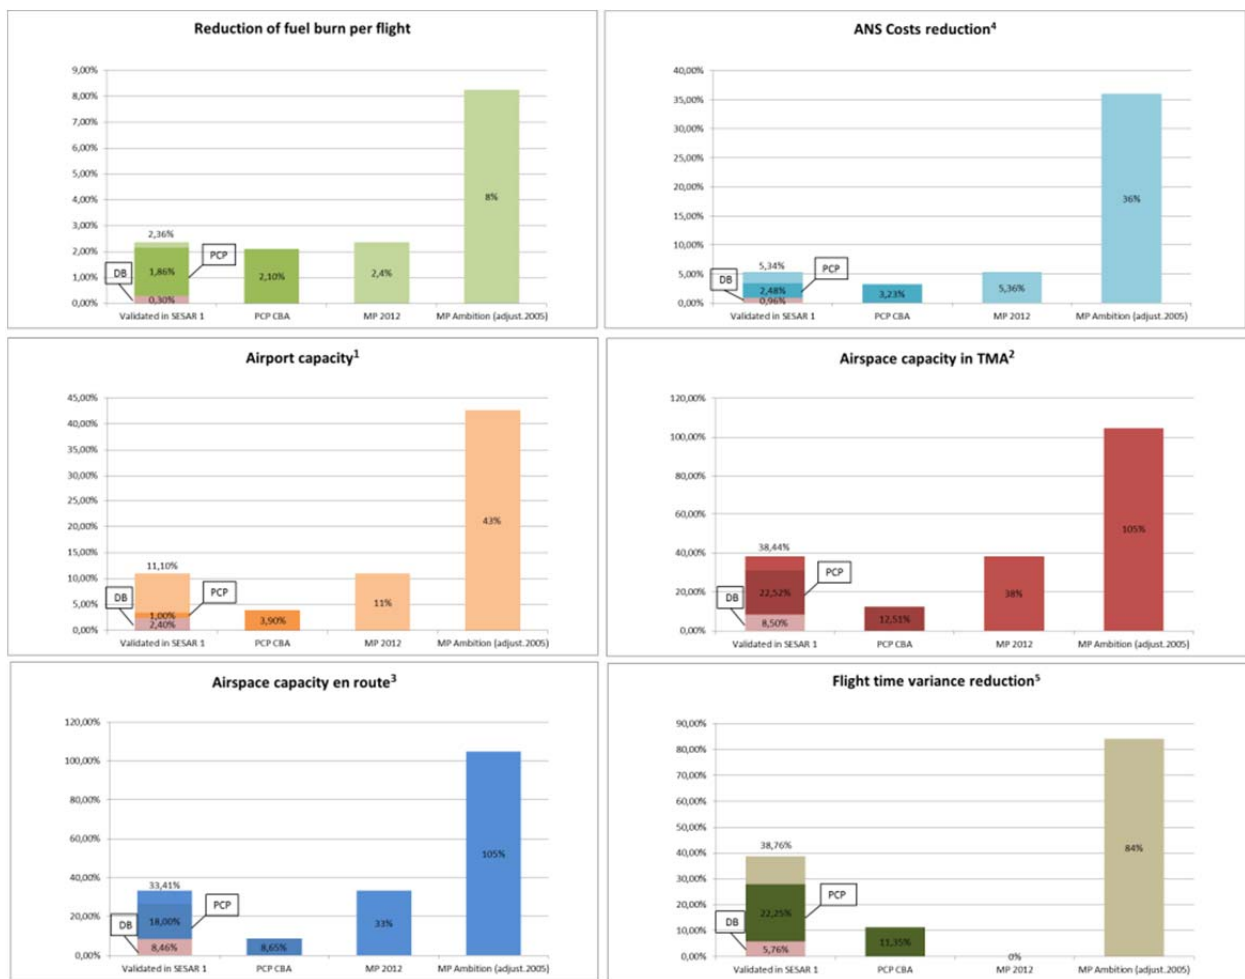 Reduction of fuel burn per flight
9,00%
8,00%
7,00%
6,00%
5,00%
4,00%
3,00%
2,00%
1,00%
0,00%
2,36%
1,86%
0,30%
DB
PCP
2,10%
2,4%
8%
Validated in SESAR 1
PCP CBA
MP 2012
MP Ambition (adjust.2005)
ANS Costs reduction⁴
40,00%
35,00%
30,00%
25,00%
20,00%
15,00%
10,00%
5,00%
0,00%
5,34%
2,48%
0,96%
DB
PCP
3,23%
5,36%
36%
Validated in SESAR 1
PCP CBA
MP 2012
MP Ambition (adjust.2005)
Airport capacity¹
45,00%
40,00%
35,00%
30,00%
25,00%
20,00%
15,00%
10,00%
5,00%
0,00%
11,10%
1,00%
2,40%
DB
PCP
3,90%
11%
43%
Validated in SESAR 1
PCP CBA
MP 2012
MP Ambition (adjust.2005)
Airspace capacity in TMA²
120,00%
100,00%
80,00%
60,00%
40,00%
20,00%
0,00%
38,44%
22,52%
8,50%
DB
PCP
12,51%
38%
105%
Validated in SESAR 1
PCP CBA
MP 2012
MP Ambition (adjust.2005)
Airspace capacity en route³
120,00%
100,00%
80,00%
60,00%
40,00%
20,00%
0,00%
33,41%
18,00%
8,46%
DB
PCP
8,65%
33%
105%
Validated in SESAR 1
PCP CBA
MP 2012
MP Ambition (adjust.2005)
Flight time variance reduction⁵
90,00%
80,00%
70,00%
60,00%
50,00%
40,00%
30,00%
20,00%
10,00%
0,00%
38,76%
22,25%
5,76%
DB
PCP
11,35%
0%
84%
Validated in SESAR 1
PCP CBA
MP 2012
MP Ambition (adjust.2005)